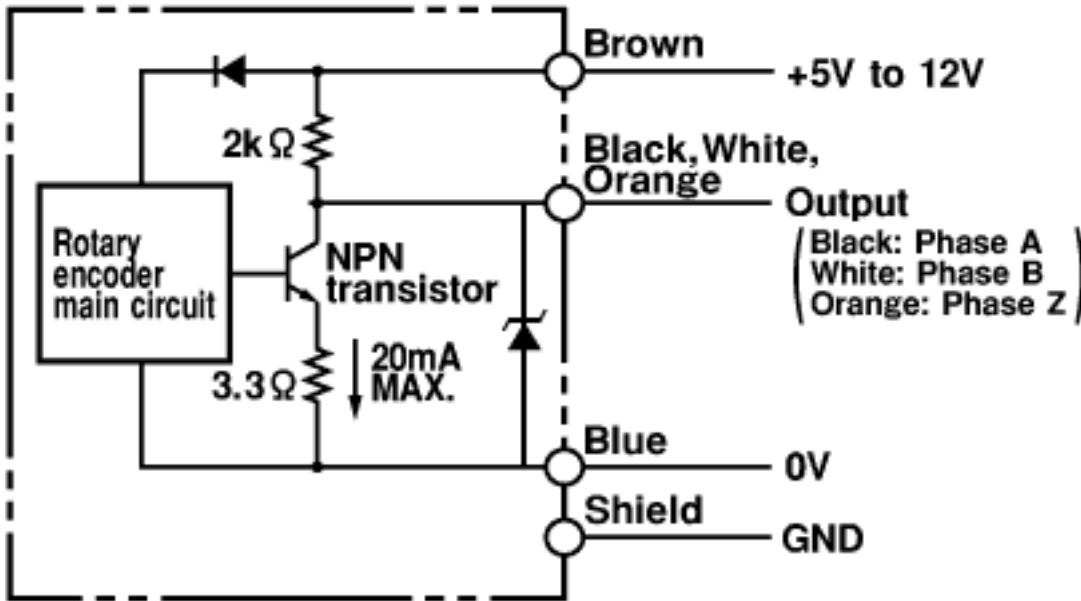 Brown
+5V to 12V
2kΩ
Black, White,
Orange
Output
Black: Phase A
White: Phase B
Orange: Phase Z
Rotary
encoder
main circuit
NPN
transistor
3.3Ω
20mA
MAX.
Blue
0V
Shield
GND